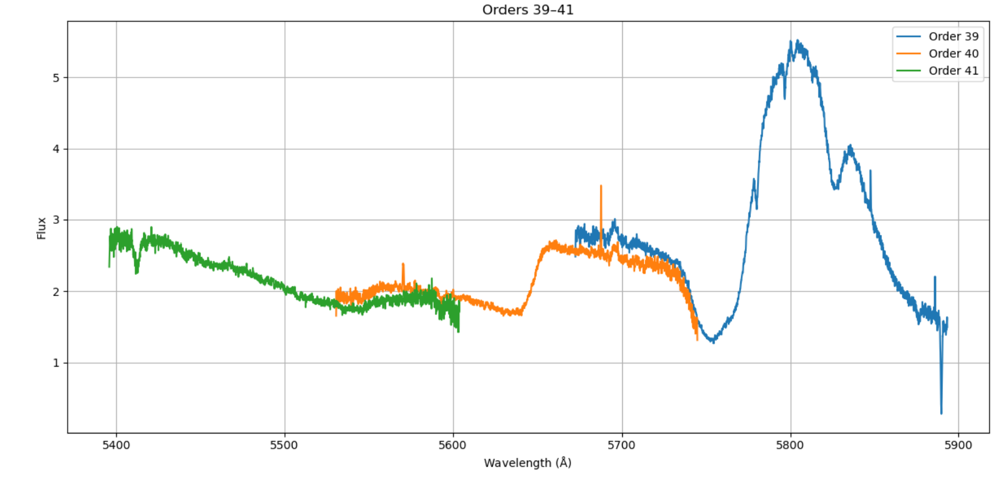 Orders 39–41
Order 39
Order 40
Order 41
Flux
5
4
3
2
1
5400 5500 5600 5700 5800 5900
Wavelength (Å)